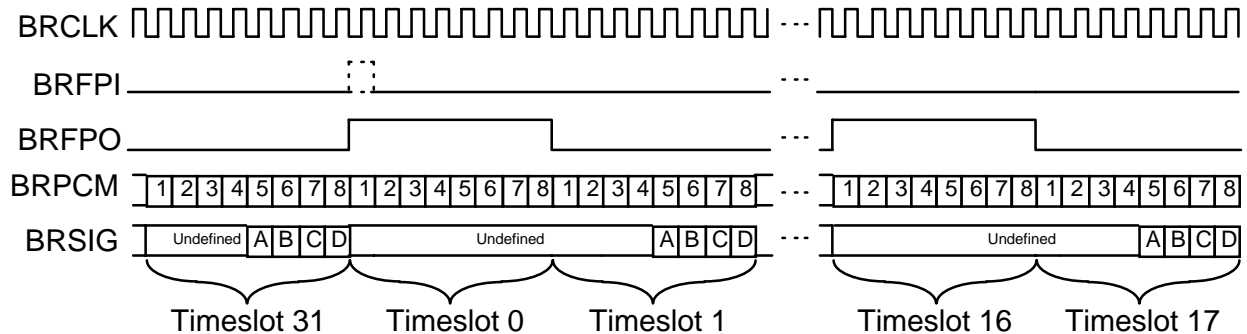 BRCLK ...
BRFPI ...
BRFPO ...
BRPCM 1 2 3 4 5 6 7 8 1 2 3 4 5 6 7 8 1 2 3 4 5 6 7 8 ... 1 2 3 4 5 6 7 8 1 2 3 4 5 6 7 8
BRSIG Undefined A B C D Undefined A B C D ... Undefined A B C D
Timeslot 31 Timeslot 0 Timeslot 1 Timeslot 16 Timeslot 17